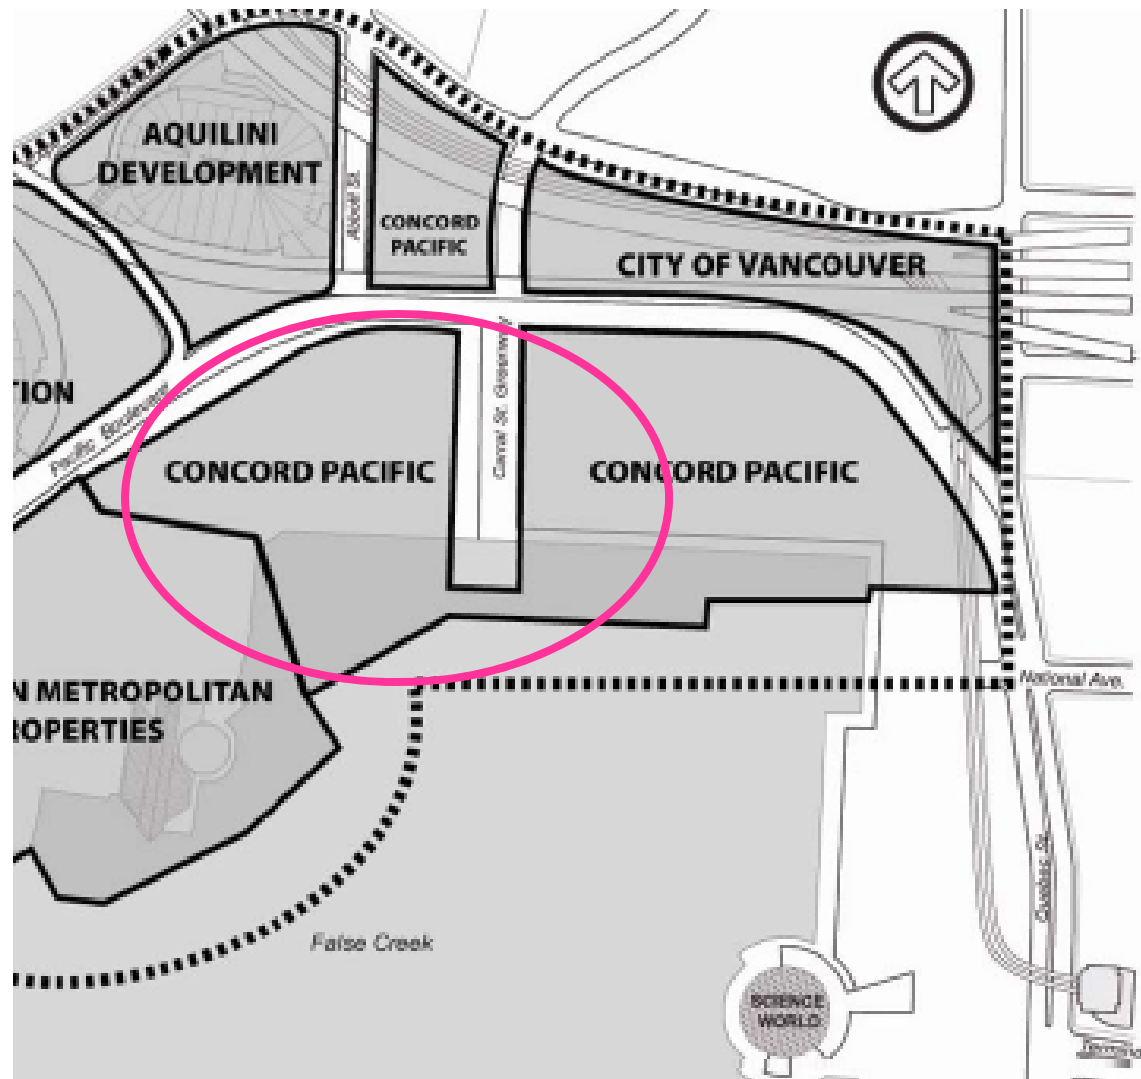 AQUILINI
DEVELOPMENT
Abbott St.
CONCORD
PACIFIC
CITY OF VANCOUVER
TION
Pacific Boulevard
Carral St. Greenway
CONCORD PACIFIC
CONCORD PACIFIC
N METROPOLITAN
ROPERTIES
National Ave.
Quebec St.
False Creek
SCIENCE
WORLD